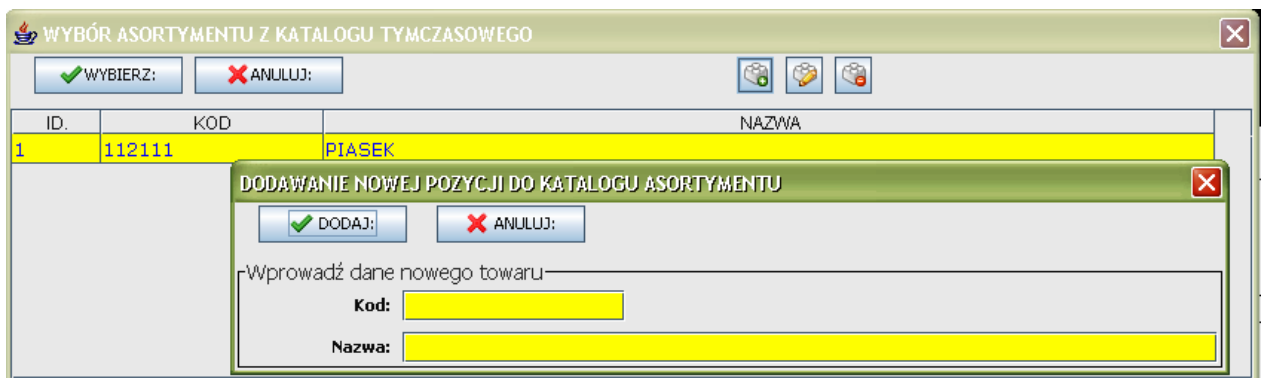 WYBÓR ASORTYMENTU Z KATALOGU TYMCZASOWEGO
WYBIERZ: ANULUJ:
ID. KOD NAZWA
1 112111 PIASEK
DODAWANIE NOWEJ POZYCJI DO KATALOGU ASORTYMENTU
DODAJ: ANULUJ:
Wprowadź dane nowego towaru
Kod:
Nazwa: